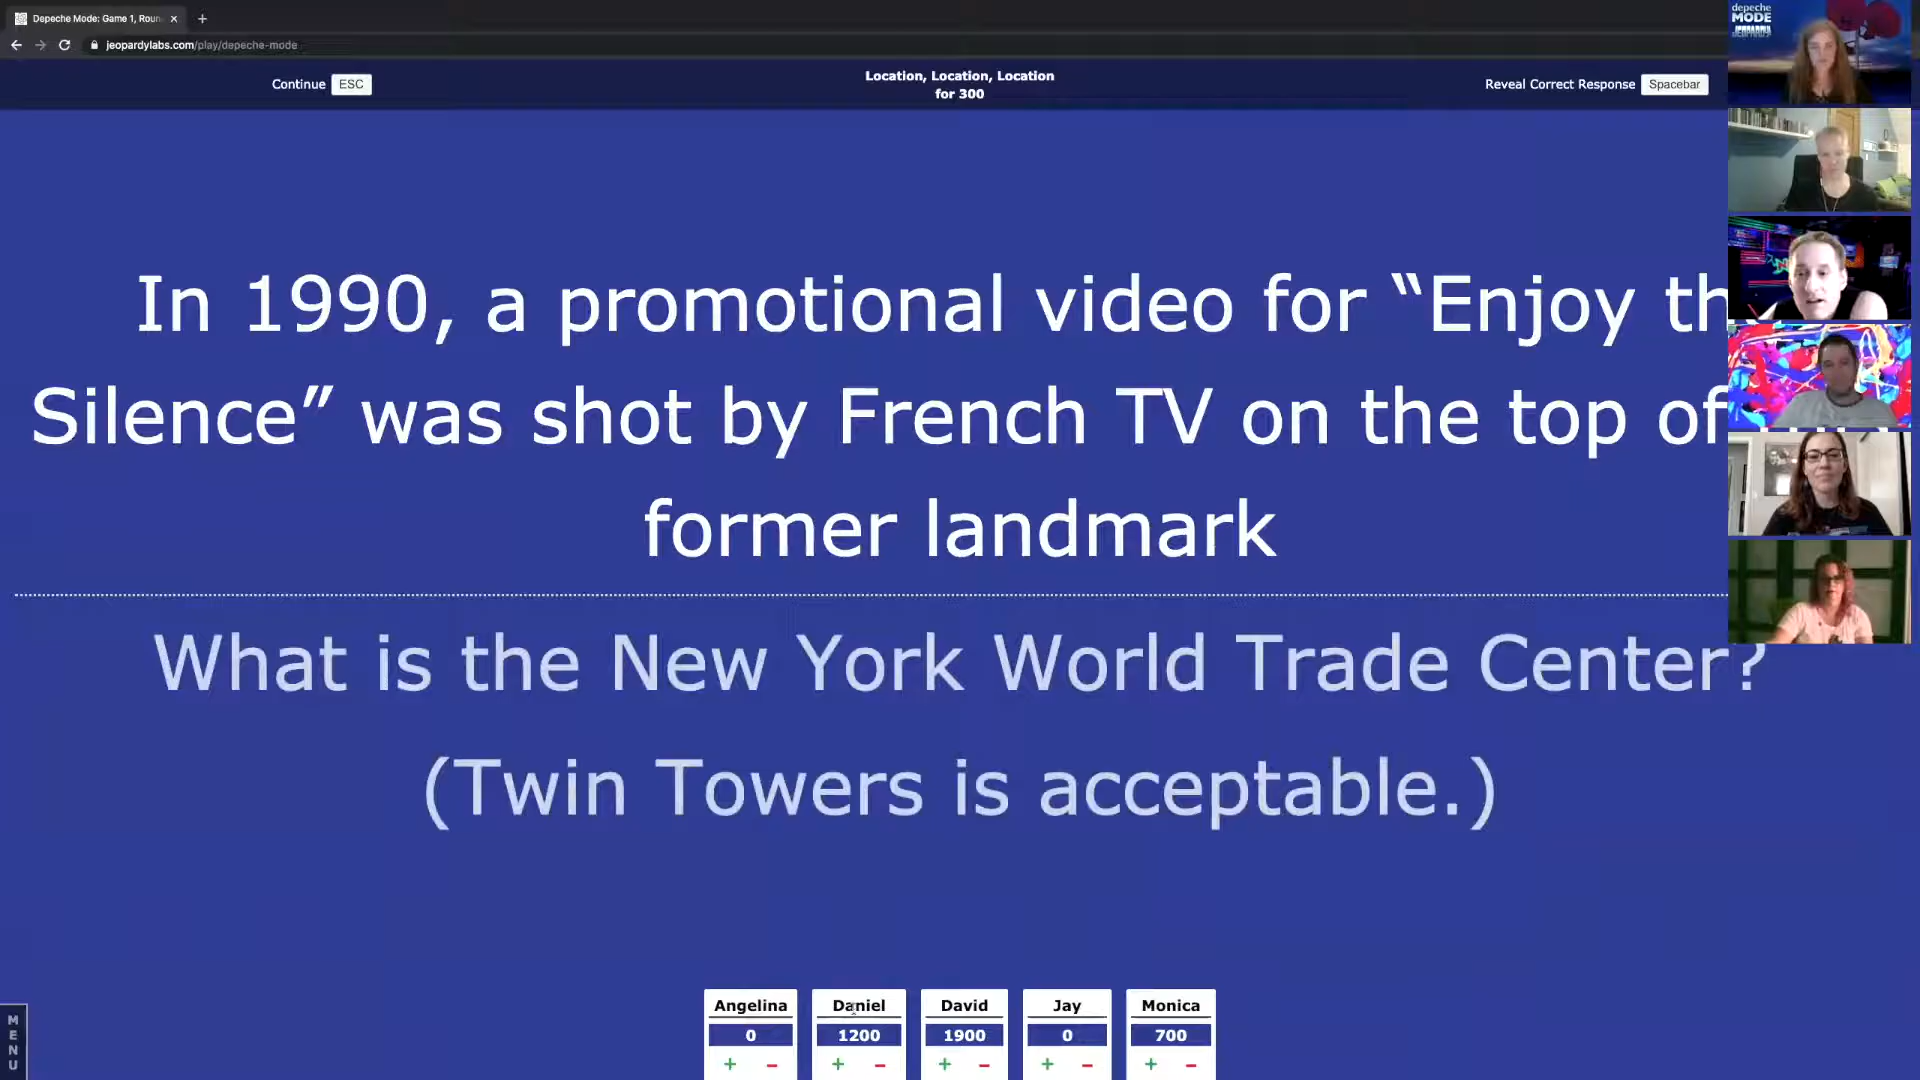 Depeche Mode: Game 1, Roun
jeopardylabs.com/play/depeche-mode
Continue ESC
Location, Location, Location
for 300
Reveal Correct Response Spacebar
depeche
MODE
JEOPARDY!
In 1990, a promotional video for “Enjoy th
Silence” was shot by French TV on the top of
former landmark
What is the New York World Trade Center?
(Twin Towers is acceptable.)
MENU
Angelina Daniel David Jay Monica
0 1200 1900 0 700
+ - + - + - + - + -